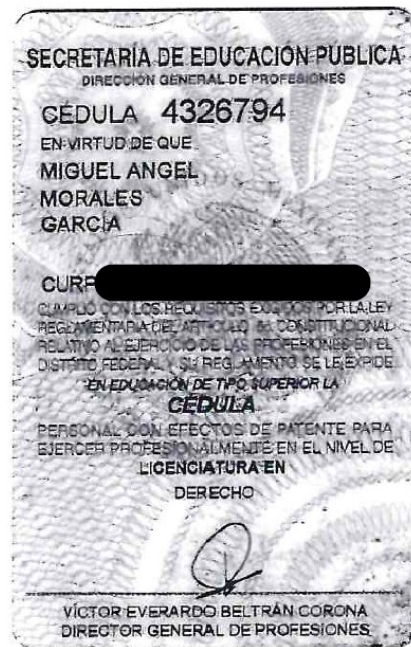 SECRETARÍA DE EDUCACIÓN PÚBLICA
DIRECCIÓN GENERAL DE PROFESIONES
CÉDULA 4326794
EN VIRTUD DE QUE
MIGUEL ANGEL
MORALES
GARCÍA
CURP
CUMPLIÓ CON LOS REQUISITOS EXIGIDOS POR LA LEY
REGLAMENTARIA DEL ARTÍCULO 5o. CONSTITUCIONAL
RELATIVO AL EJERCICIO DE LAS PROFESIONES EN EL
DISTRITO FEDERAL Y SU REGLAMENTO SE LE EXPIDE
EN EDUCACIÓN DE TIPO SUPERIOR LA
CÉDULA
PERSONAL CON EFECTOS DE PATENTE PARA
EJERCER PROFESIONALMENTE EN EL NIVEL DE
LICENCIATURA EN
DERECHO
VÍCTOR EVERARDO BELTRÁN CORONA
DIRECTOR GENERAL DE PROFESIONES